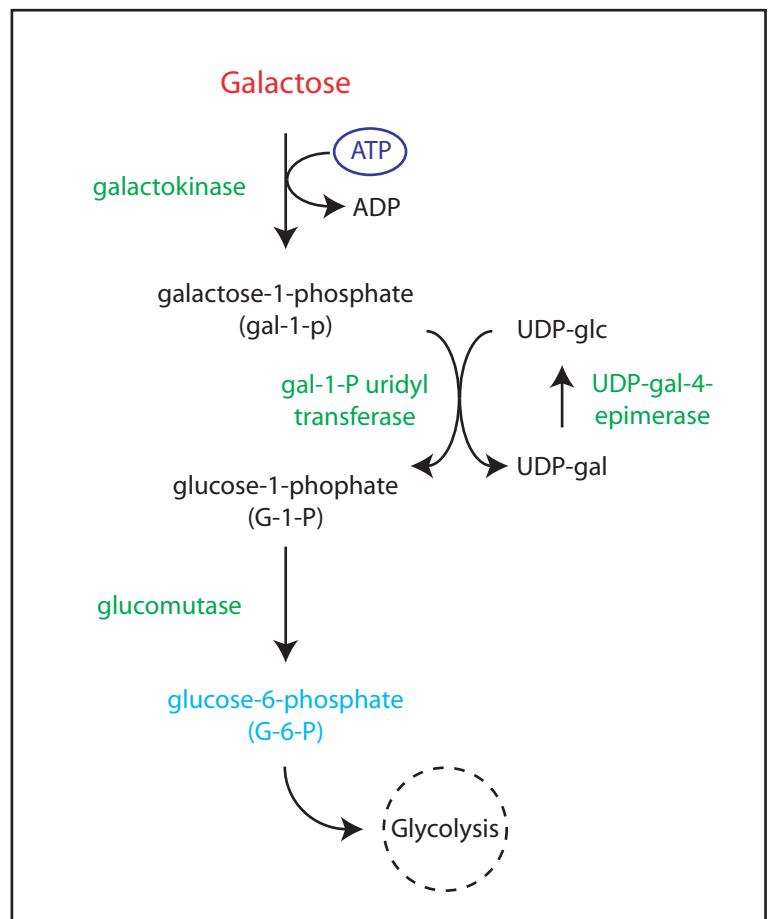 Galactose
ATP
galactokinase
ADP
galactose-1-phosphate
(gal-1-p)
UDP-glc
gal-1-P uridyl
transferase
UDP-gal-4-
epimerase
UDP-gal
glucose-1-phophate
(G-1-P)
glucomutase
glucose-6-phosphate
(G-6-P)
Glycolysis